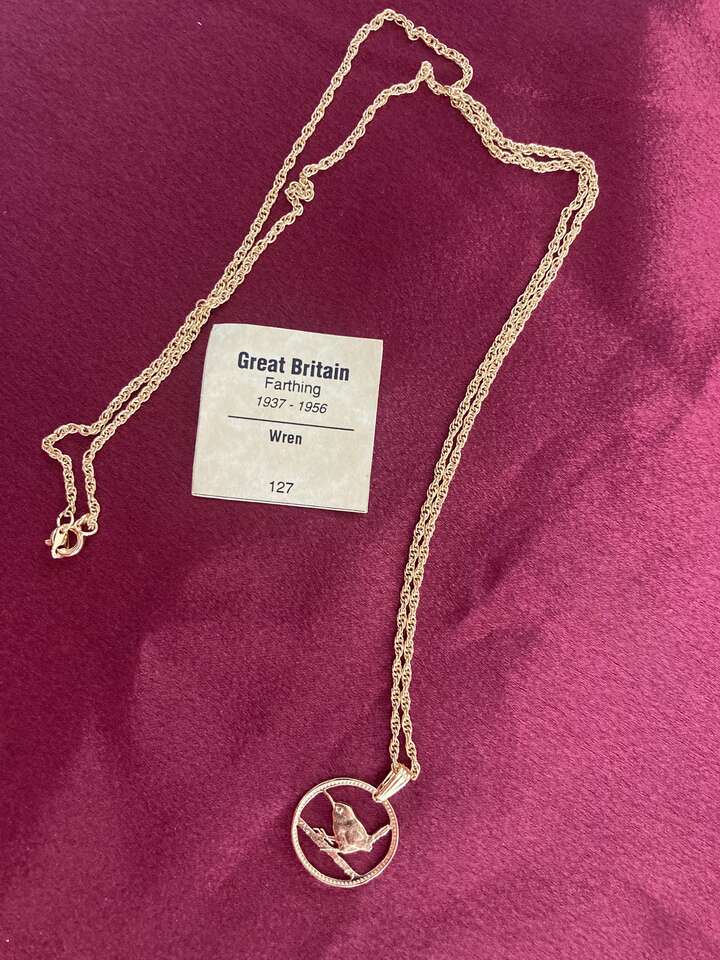 Great Britain
Farthing
1937 - 1956
Wren
127